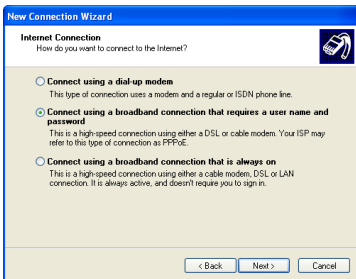 New Connection Wizard
Internet Connection
How do you want to connect to the Internet?
Connect using a dial-up modem
This type of connection uses a modem and a regular or ISDN phone line.
Connect using a broadband connection that requires a user name and
password
This is a high-speed connection using either a DSL or cable modem. Your ISP may
refer to this type of connection as PPPoE.
Connect using a broadband connection that is always on
This is a high-speed connection using either a cable modem, DSL or LAN
connection. It is always active, and doesn't require you to sign in.
< Back Next > Cancel